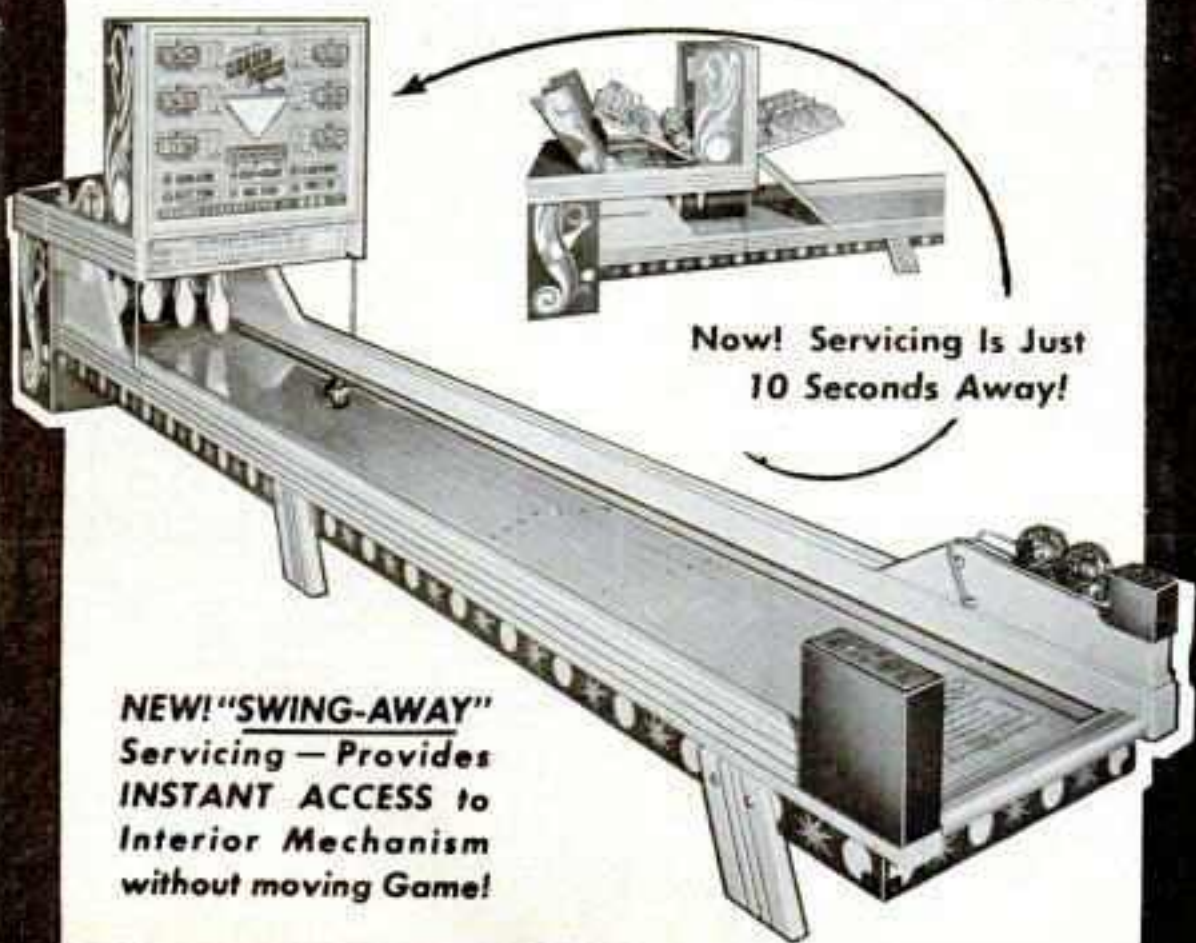 Now! Servicing Is Just
10 Seconds Away!
NEW! "SWING-AWAY"
Servicing — Provides
INSTANT ACCESS to
Interior Mechanism
without moving Game!